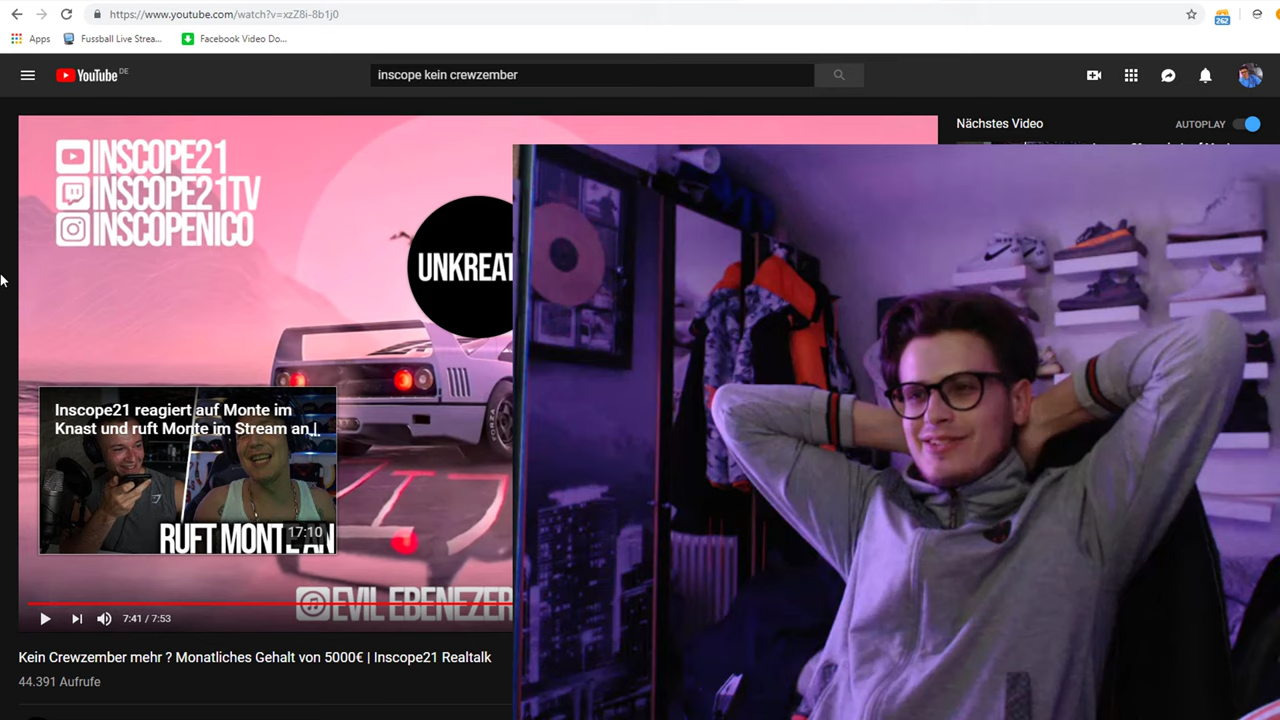 https://www.youtube.com/watch?v=xzZ8i-8b1j0
262
Apps
Fussball Live Strea...
Facebook Video Do...
YouTube DE
inscope kein crewzember
INSCOPE21
INSCOPE21TV
INSCOPENICO
UNKREAT
Nächstes Video
AUTOPLAY
Inscope21 reagiert auf Monte im
Knast und ruft Monte im Stream an |...
RUFT MONTE AN
17:10
EVIL EBENEZER
7:41 / 7:53
Kein Crewzember mehr ? Monatliches Gehalt von 5000€ | Inscope21 Realtalk
44.391 Aufrufe